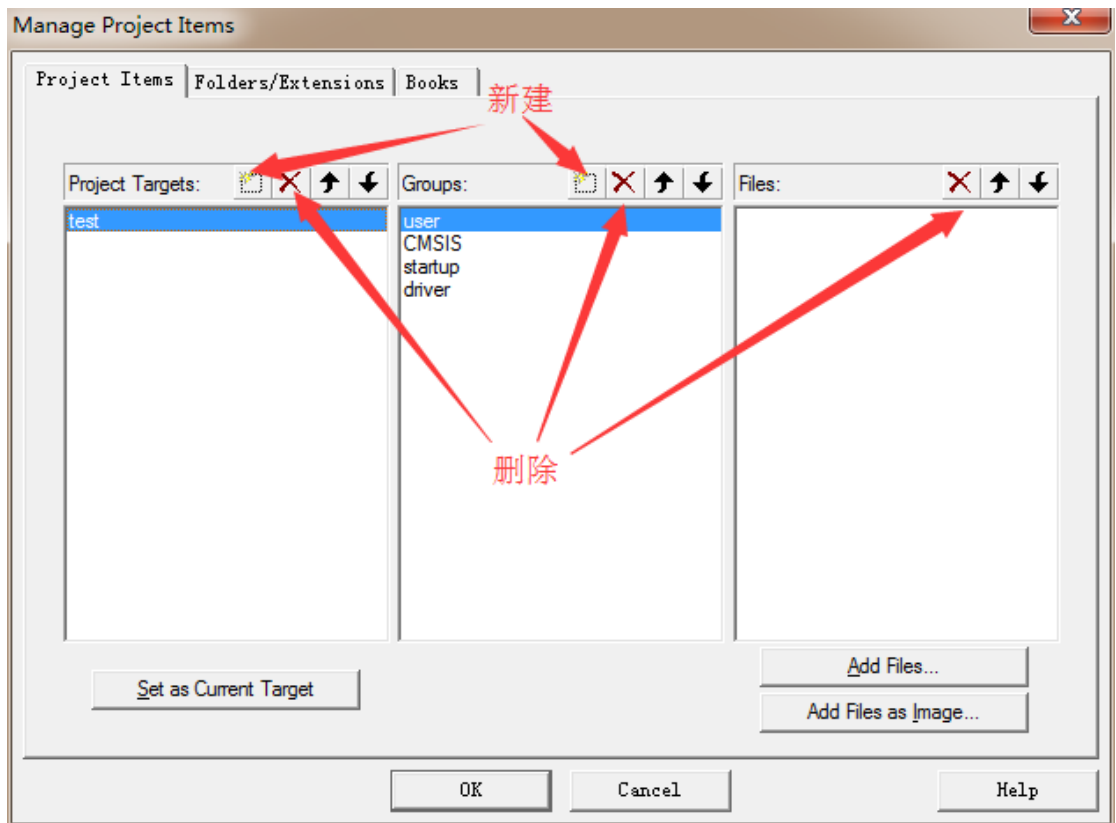 Manage Project Items
Project Items Folders/Extensions Books
新建
Project Targets: Groups: Files:
test
user
CMSIS
startup
driver
删除
Set as Current Target
Add Files...
Add Files as Image...
OK Cancel Help